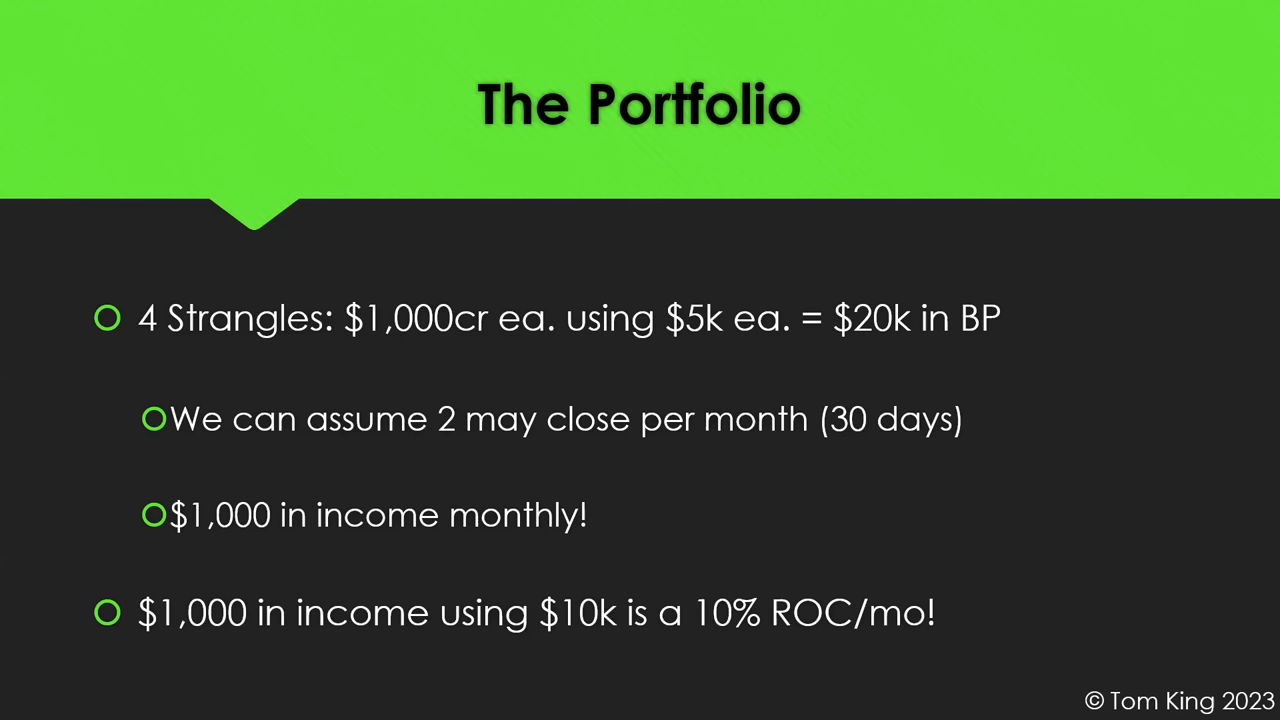 The Portfolio
4 Strangles: $1,000cr ea. using $5k ea. = $20k in BP
We can assume 2 may close per month (30 days)
$1,000 in income monthly!
$1,000 in income using $10k is a 10% ROC/mo!
© Tom King 2023